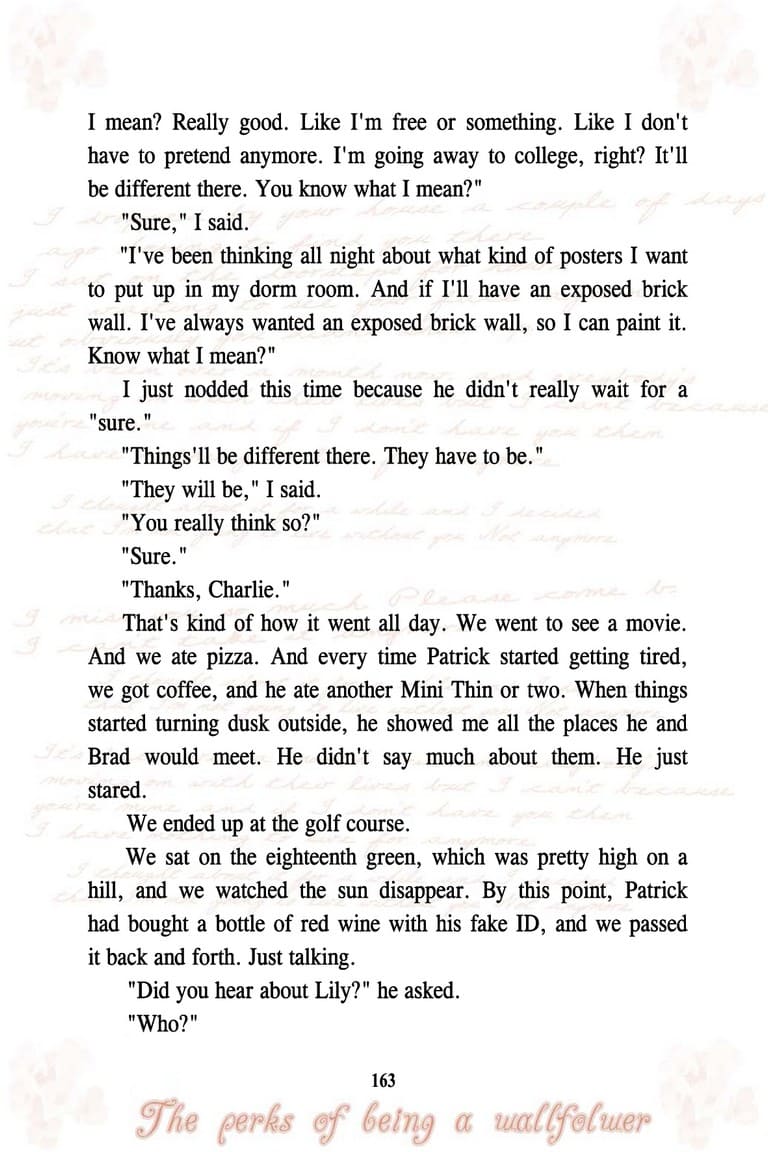 I mean? Really good. Like I'm free or something. Like I don't
have to pretend anymore. I'm going away to college, right? It'll
be different there. You know what I mean?"
"Sure," I said.
"I've been thinking all night about what kind of posters I want
to put up in my dorm room. And if I'll have an exposed brick
wall. I've always wanted an exposed brick wall, so I can paint it.
Know what I mean?"
I just nodded this time because he didn't really wait for a
"sure."
"Things'll be different there. They have to be."
"They will be," I said.
"You really think so?"
"Sure."
"Thanks, Charlie."
That's kind of how it went all day. We went to see a movie.
And we ate pizza. And every time Patrick started getting tired,
we got coffee, and he ate another Mini Thin or two. When things
started turning dusk outside, he showed me all the places he and
Brad would meet. He didn't say much about them. He just
stared.
We ended up at the golf course.
We sat on the eighteenth green, which was pretty high on a
hill, and we watched the sun disappear. By this point, Patrick
had bought a bottle of red wine with his fake ID, and we passed
it back and forth. Just talking.
"Did you hear about Lily?" he asked.
"Who?"
163
The perks of being a wallfolwer